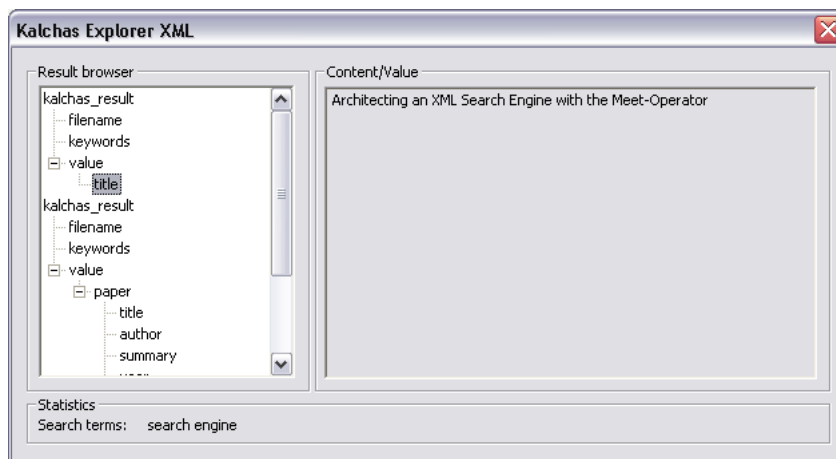 Kalchas Explorer XML
Result browser
kalchas_result
filename
keywords
value
title
kalchas_result
filename
keywords
value
paper
title
author
summary
Content/Value
Architecting an XML Search Engine with the Meet-Operator
Statistics
Search terms: search engine